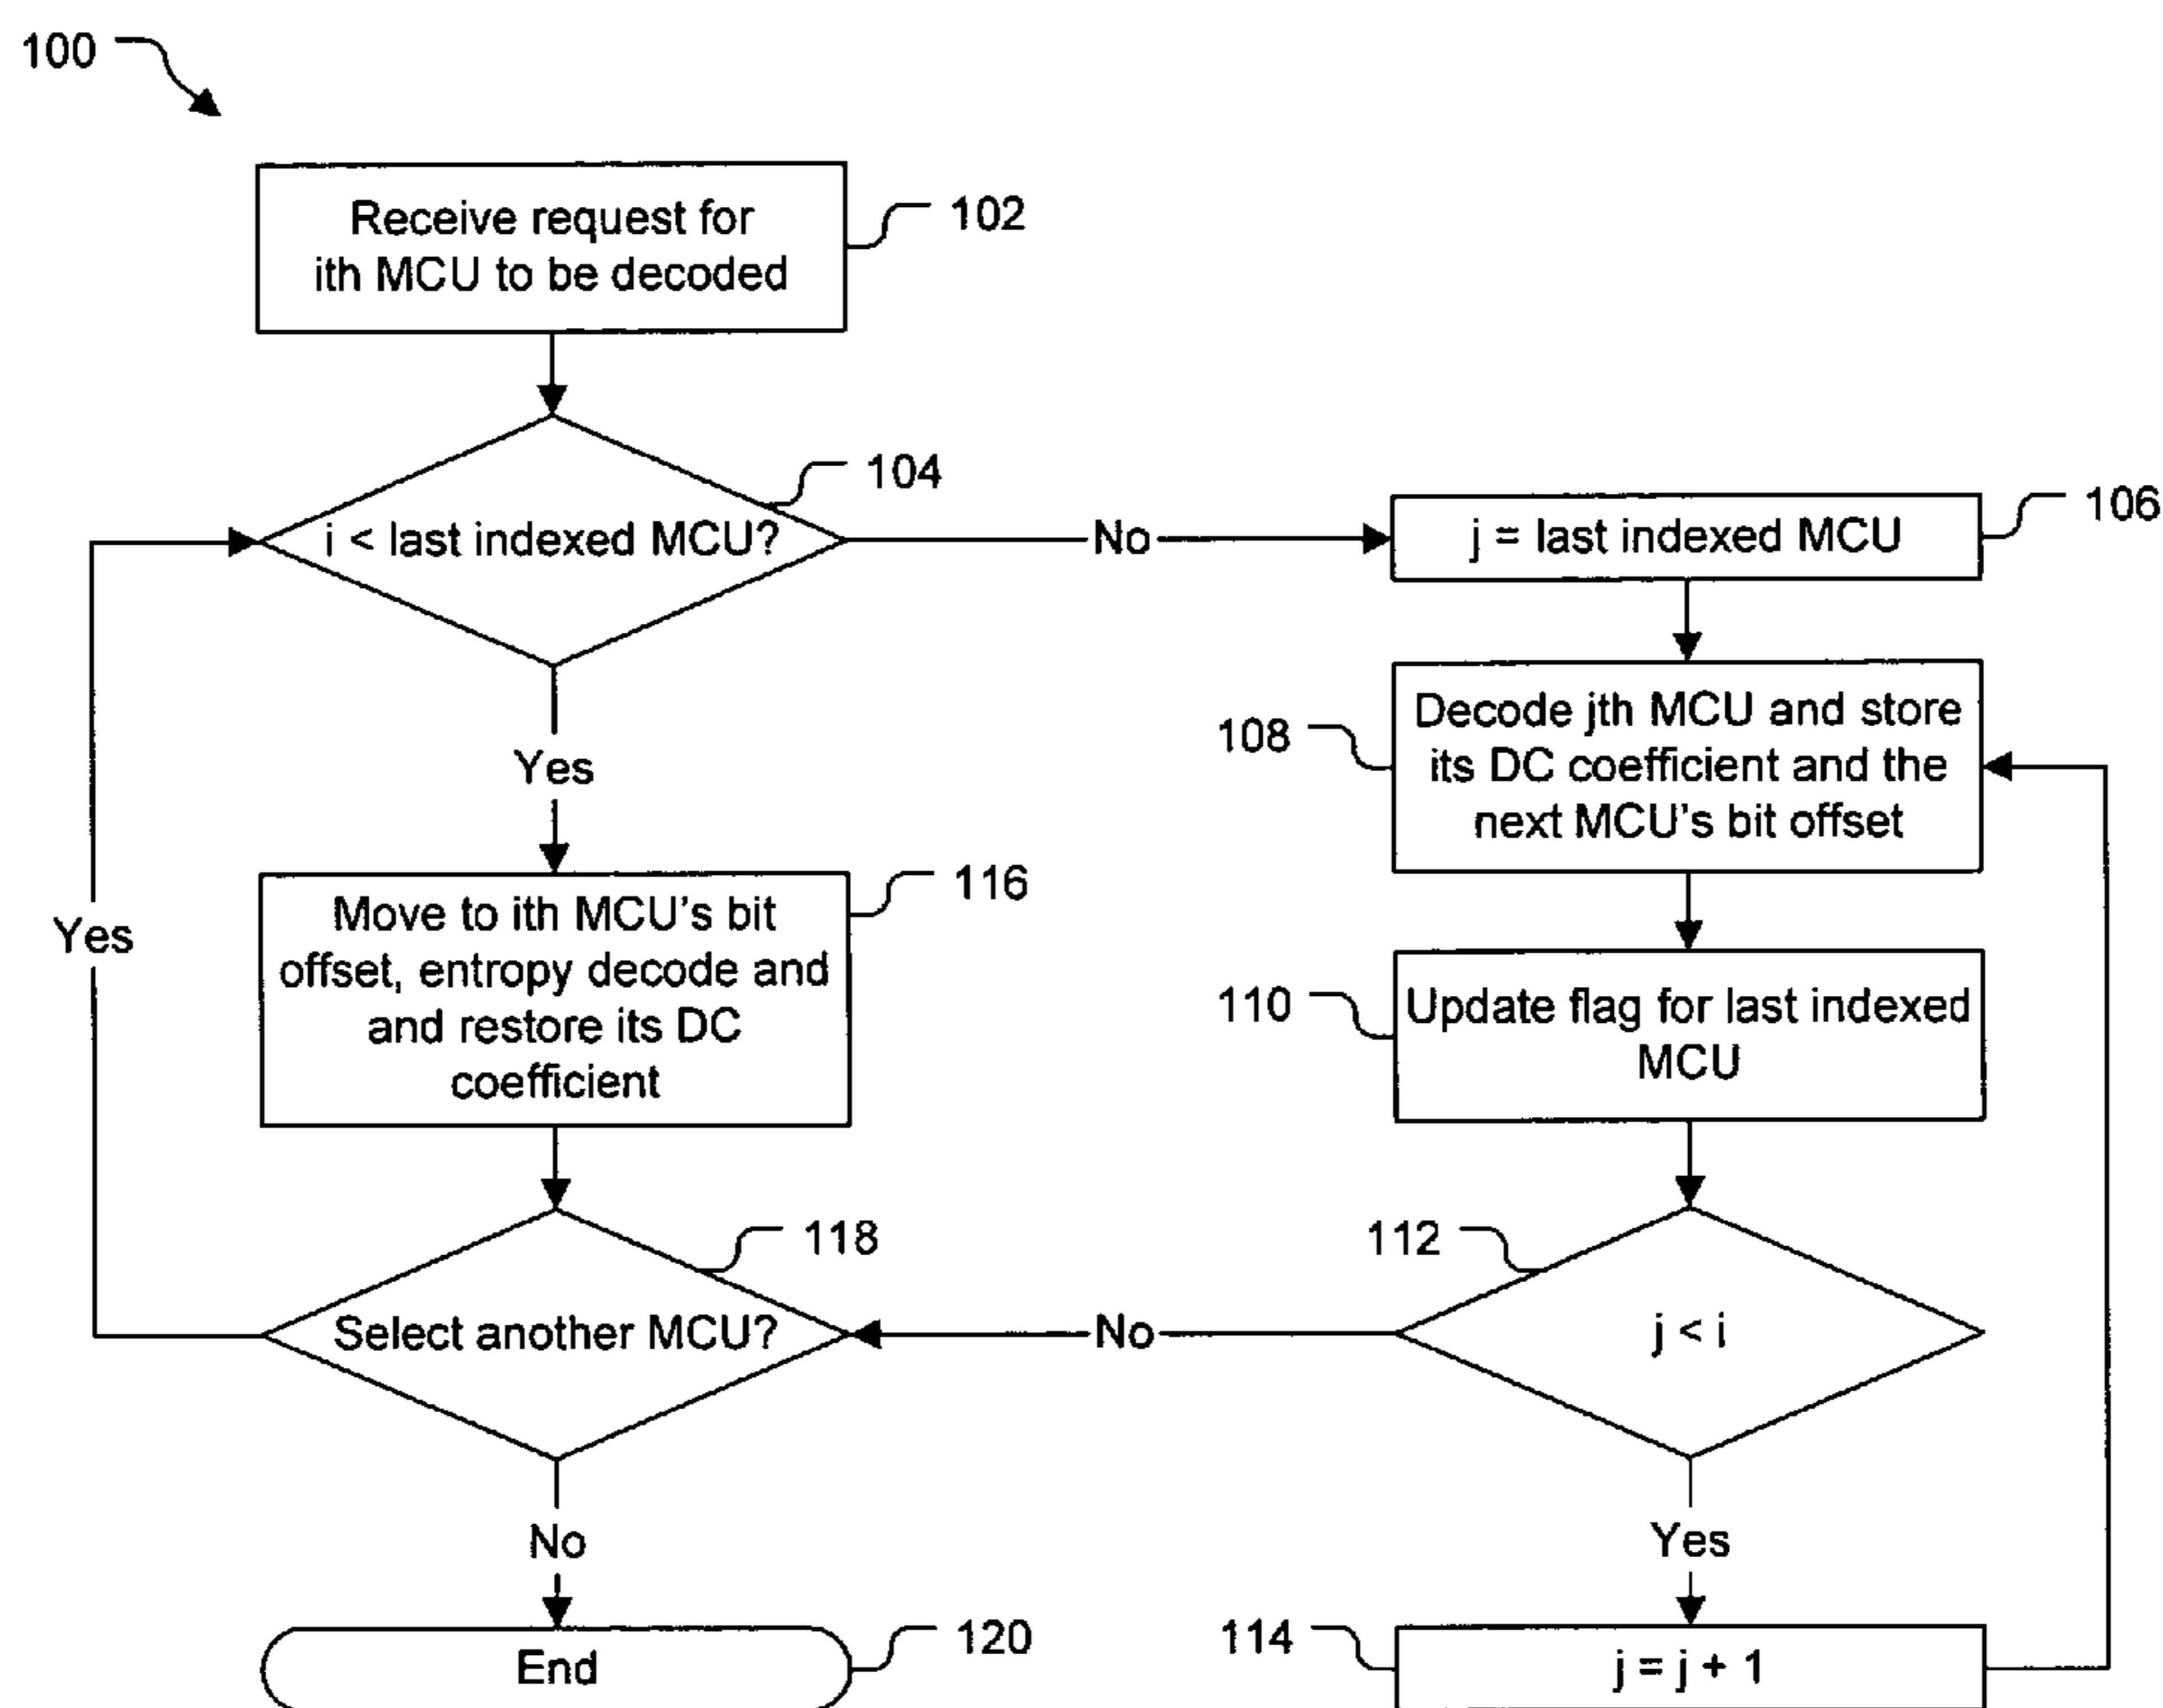 100
Receive request for
ith MCU to be decoded
102
i < last indexed MCU?
104
No
j = last indexed MCU
106
Yes
Decode jth MCU and store
its DC coefficient and the
next MCU's bit offset
108
Yes
Move to ith MCU's bit
offset, entropy decode and
and restore its DC
coefficient
116
Update flag for last indexed
MCU
110
Select another MCU?
118
No
j < i
112
No
Yes
End
120
j = j + 1
114